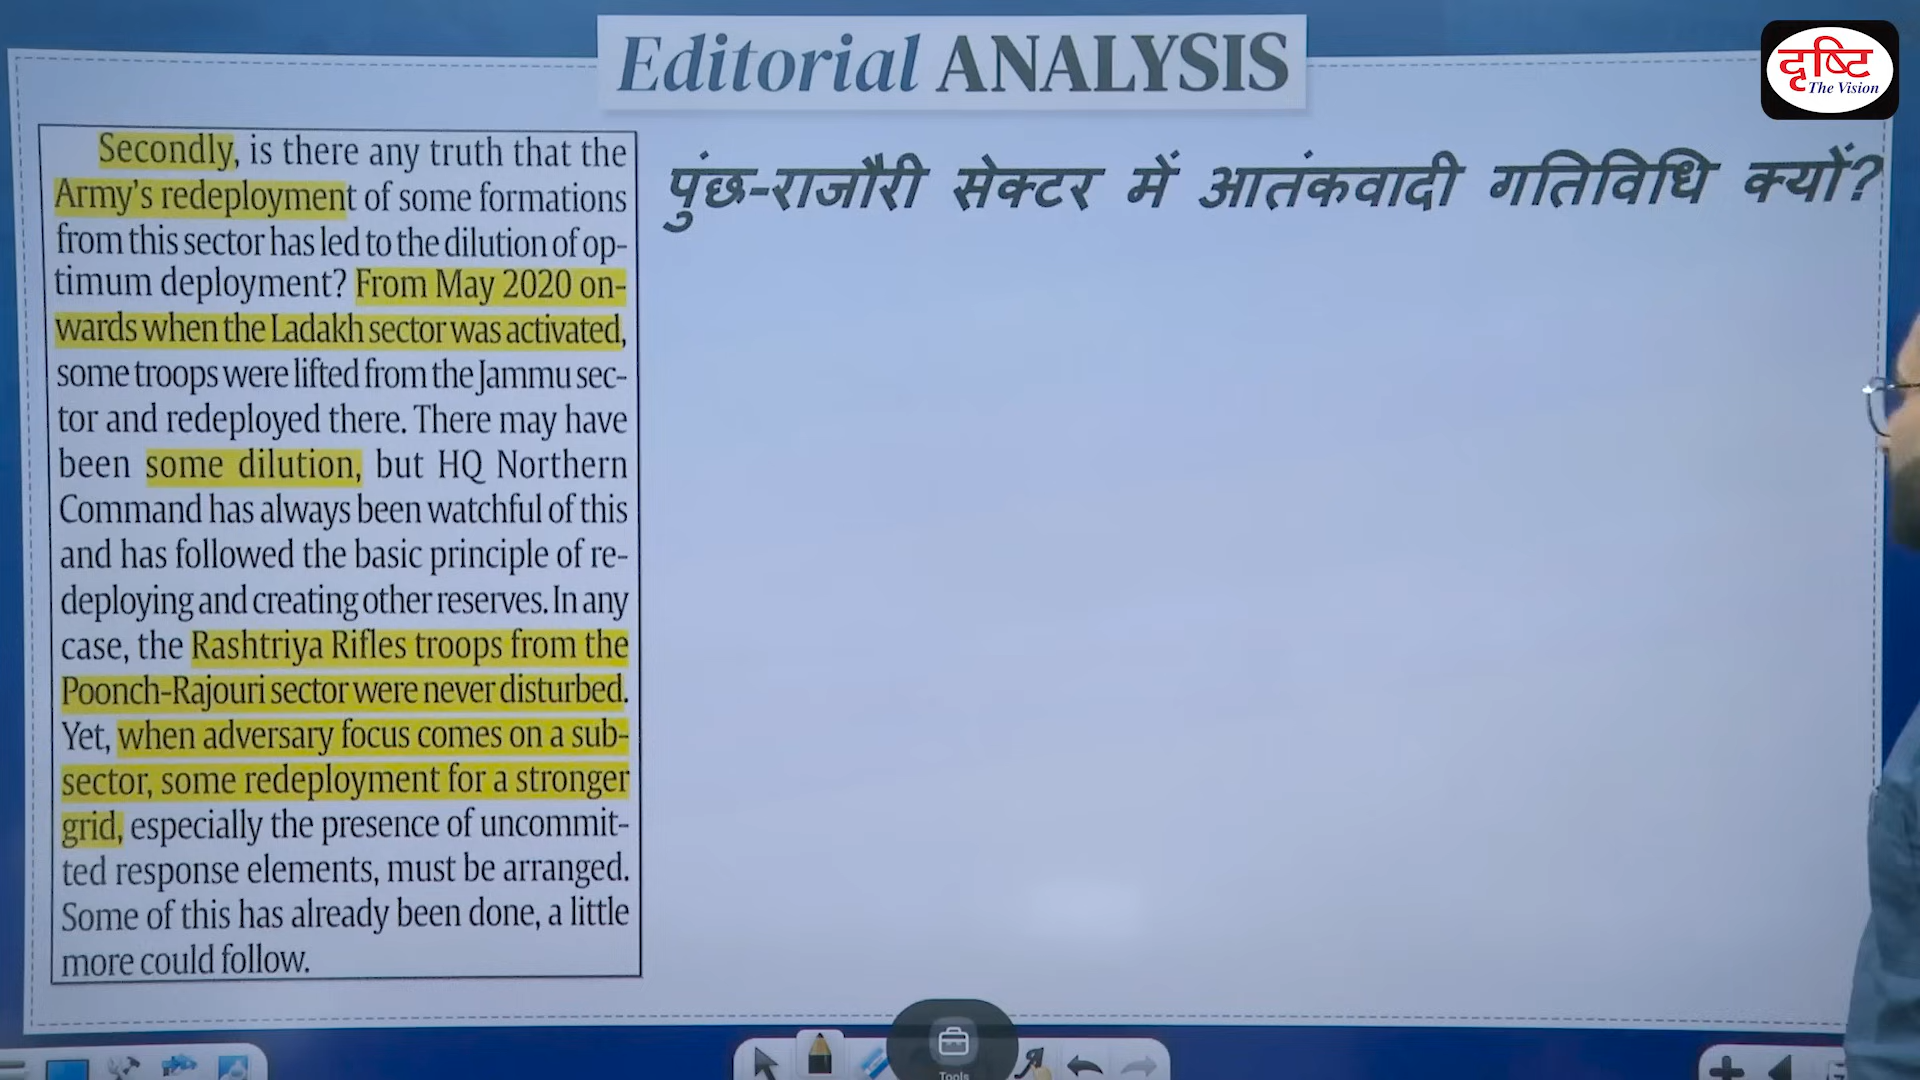 Editorial ANALYSIS
दृष्टि
The Vision
Secondly, is there any truth that the
Army's redeployment of some formations
from this sector has led to the dilution of op-
timum deployment? From May 2020 on-
wards when the Ladakh sector was activated,
some troops were lifted from the Jammu sec-
tor and redeployed there. There may have
been some dilution, but HQ Northern
Command has always been watchful of this
and has followed the basic principle of re-
deploying and creating other reserves. In any
case, the Rashtriya Rifles troops from the
Poonch-Rajouri sector were never disturbed.
Yet, when adversary focus comes on a sub-
sector, some redeployment for a stronger
grid, especially the presence of uncommit-
ted response elements, must be arranged.
Some of this has already been done, a little
more could follow.
पुंछ-राजौरी सेक्टर में आतंकवादी गतिविधि क्यों?
Tools